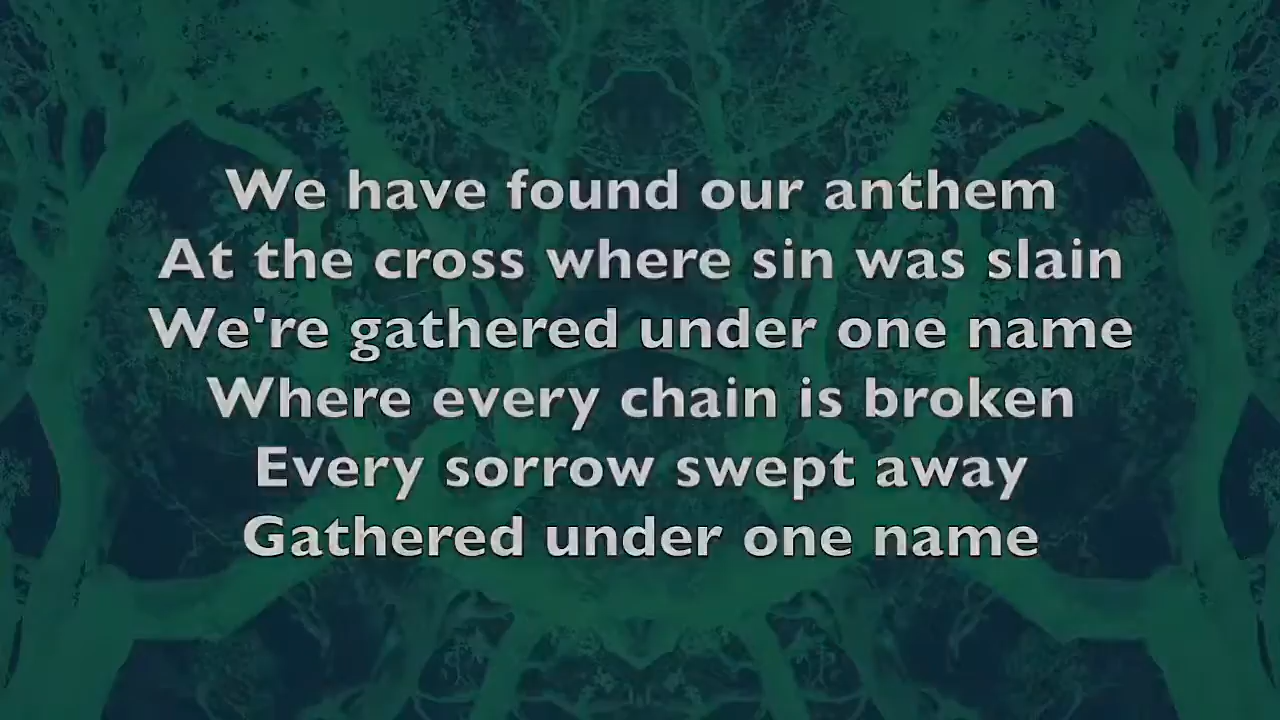 We have found our anthem
At the cross where sin was slain
We're gathered under one name
Where every chain is broken
Every sorrow swept away
Gathered under one name